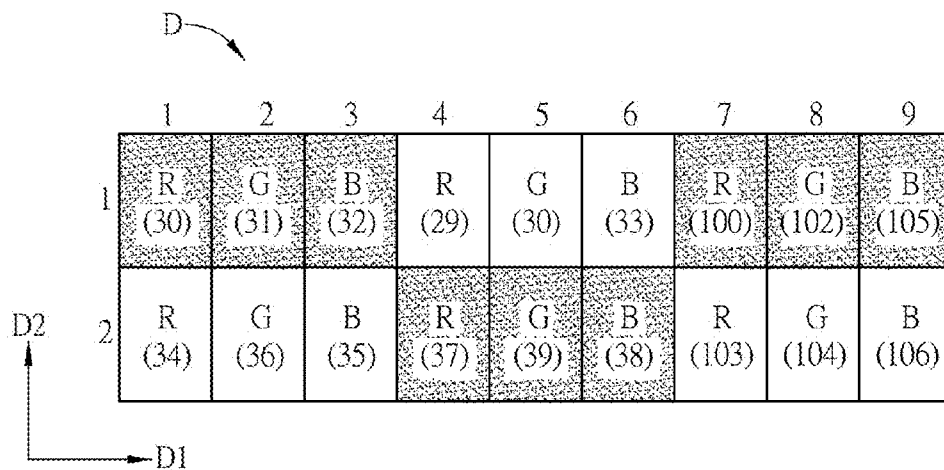 D
1 2 3 4 5 6 7 8 9
1 R G B R G B R G B
(30) (31) (32) (29) (30) (33) (100) (102) (105)
2 R G B R G B R G B
(34) (36) (35) (37) (39) (38) (103) (104) (106)
D2
D1